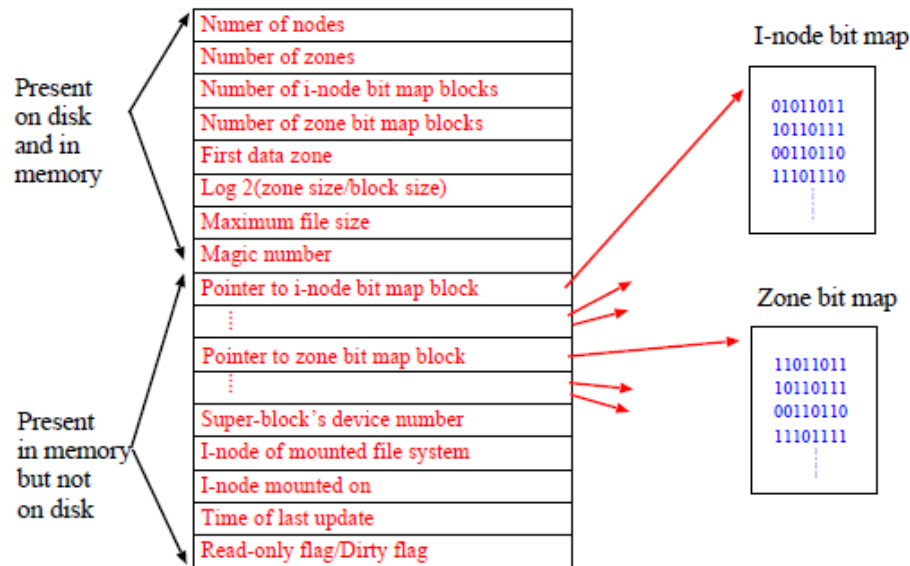 Present
on disk
and in
memory
Present
in memory
but not
on disk
Numer of nodes
Number of zones
Number of i-node bit map blocks
Number of zone bit map blocks
First data zone
Log 2(zone size/block size)
Maximum file size
Magic number
Pointer to i-node bit map block
Pointer to zone bit map block
Super-block's device number
I-node of mounted file system
I-node mounted on
Time of last update
Read-only flag/Dirty flag
I-node bit map
01011011
10110111
00110110
11101110
Zone bit map
11011011
10110111
00110110
11101111